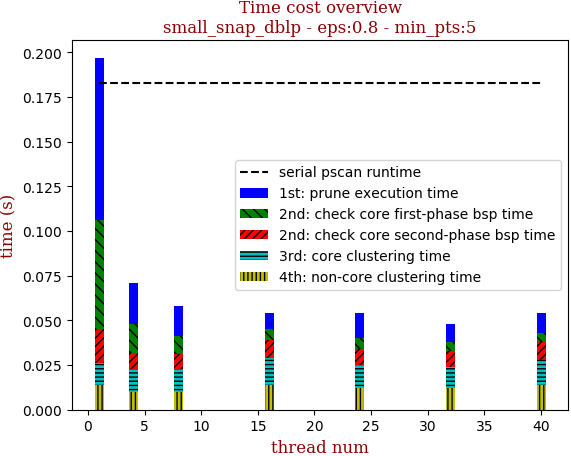 Time cost overview
small_snap_dblp - eps:0.8 - min_pts:5
time (s)
0.200
0.175
0.150
0.125
0.100
0.075
0.050
0.025
0.000
serial pscan runtime
1st: prune execution time
2nd: check core first-phase bsp time
2nd: check core second-phase bsp time
3rd: core clustering time
4th: non-core clustering time
0 5 10 15 20 25 30 35 40
thread num